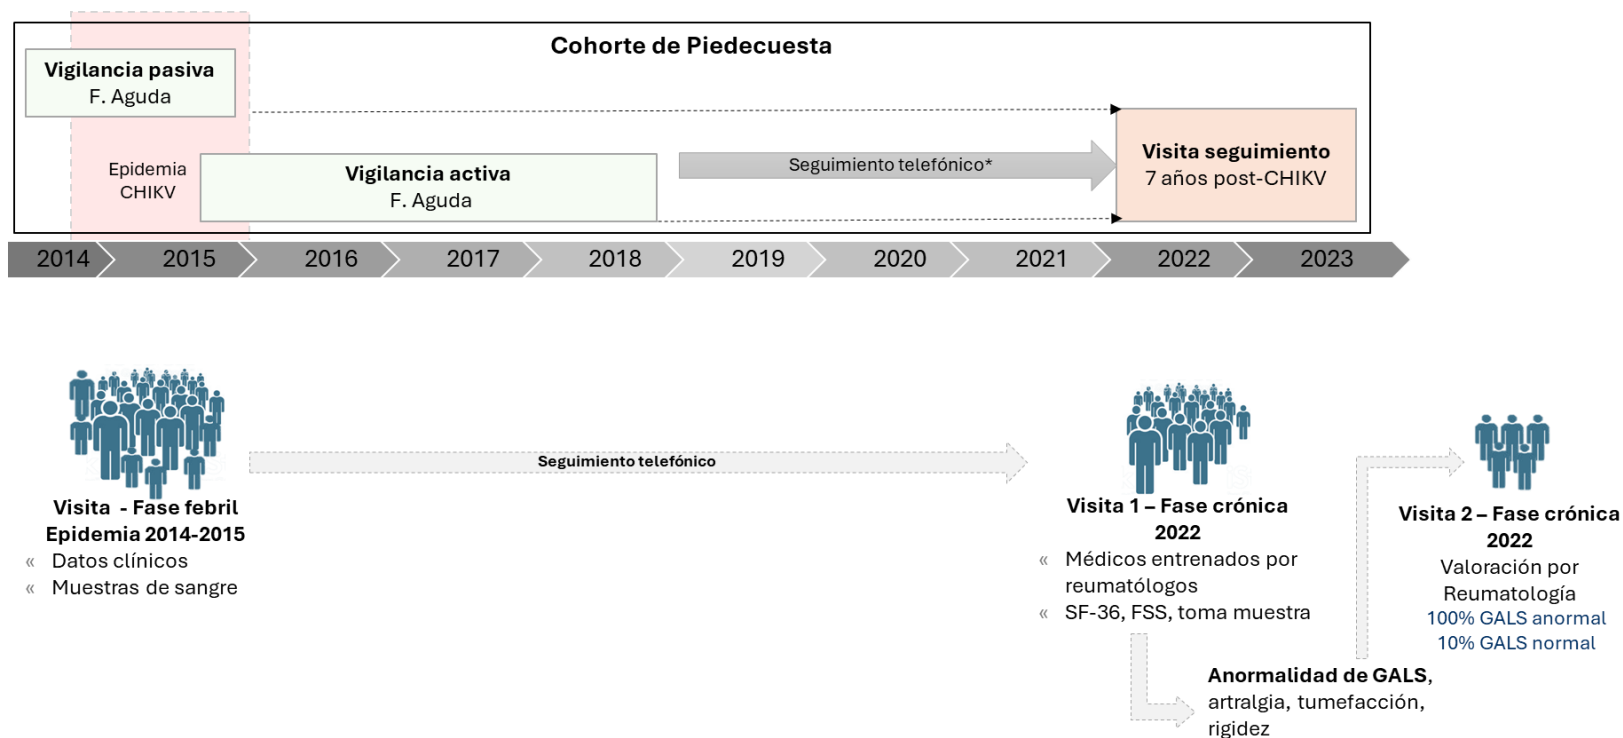 Cohorte de Piedecuesta
Vigilancia pasiva
F. Aguda
Epidemia
CHIKV
Vigilancia activa
F. Aguda
Seguimiento telefónico*
Visita seguimiento
7 años post-CHIKV
2014 2015 2016 2017 2018 2019 2020 2021 2022 2023
Seguimiento telefónico
Visita - Fase febril
Epidemia 2014-2015
« Datos clínicos
« Muestras de sangre
Visita 1 – Fase crónica
2022
« Médicos entrenados por
reumatólogos
« SF-36, FSS, toma muestra
Anormalidad de GALS,
artralgia, tumefacción,
rigidez
Visita 2 – Fase crónica
2022
Valoración por
Reumatología
100% GALS anormal
10% GALS normal